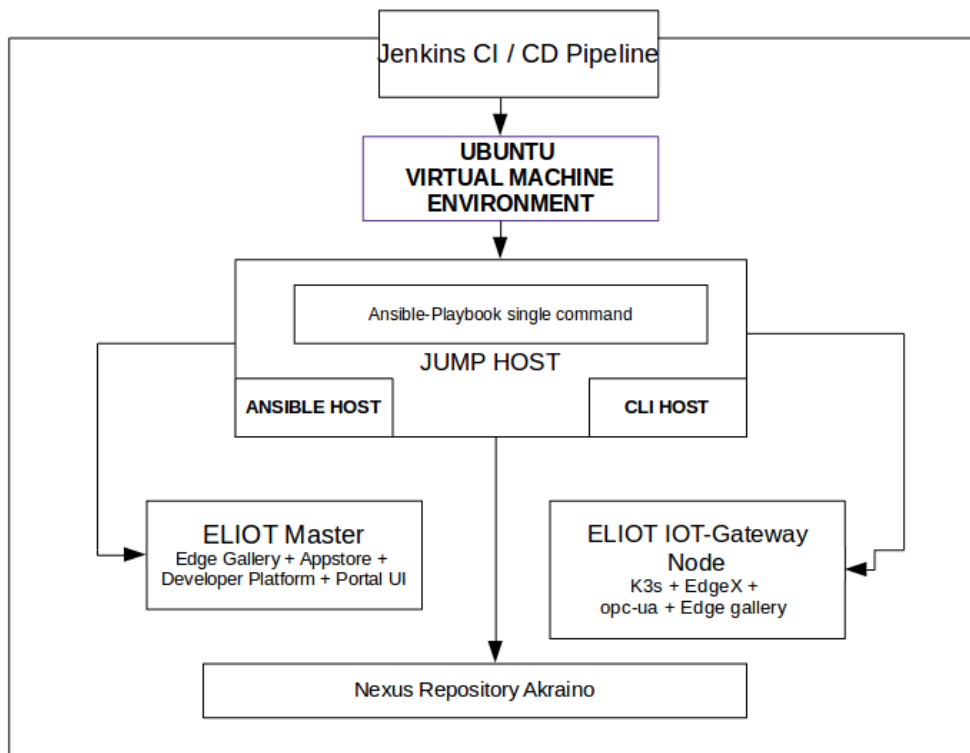 Jenkins CI / CD Pipeline
UBUNTU
VIRTUAL MACHINE
ENVIRONMENT
Ansible-Playbook single command
JUMP HOST
ANSIBLE HOST
CLI HOST
ELIOT Master
Edge Gallery + Appstore +
Developer Platform + Portal UI
ELIOT IOT-Gateway
Node
K3s + EdgeX +
opc-ua + Edge gallery
Nexus Repository Akraino